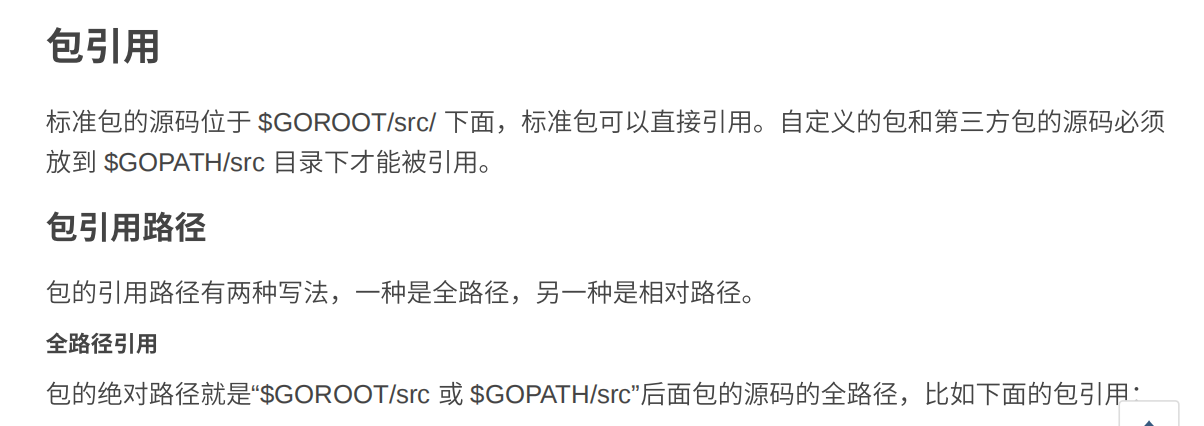 包引用
标准包的源码位于 $GOROOT/src/ 下面，标准包可以直接引用。自定义的包和第三方包的源码必须
放到 $GOPATH/src 目录下才能被引用。
包引用路径
包的引用路径有两种写法，一种是全路径，另一种是相对路径。
全路径引用
包的绝对路径就是“$GOROOT/src 或 $GOPATH/src”后面包的源码的全路径，比如下面的包引用：